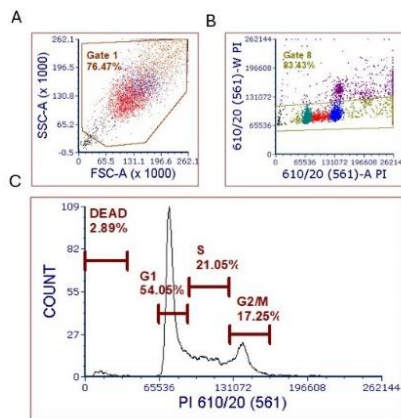 A
SSC-A (x 1000)
262.1
196.5
130.8
65.2
-0.5
Gate 1
76.47%
-0.5 65.5 131.1 196.6 262.1
FSC-A (x 1000)
B
610/20 (561)-W PI
262144
196608
131072
65536
Gate 8
83.43%
65536 131072 196608 262144
610/20 (561)-A PI
C
COUNT
109
82
55
27
0
DEAD
2.89%
G1
54.05%
S
21.05%
G2/M
17.25%
0 65536 131072 196608 262144
PI 610/20 (561)